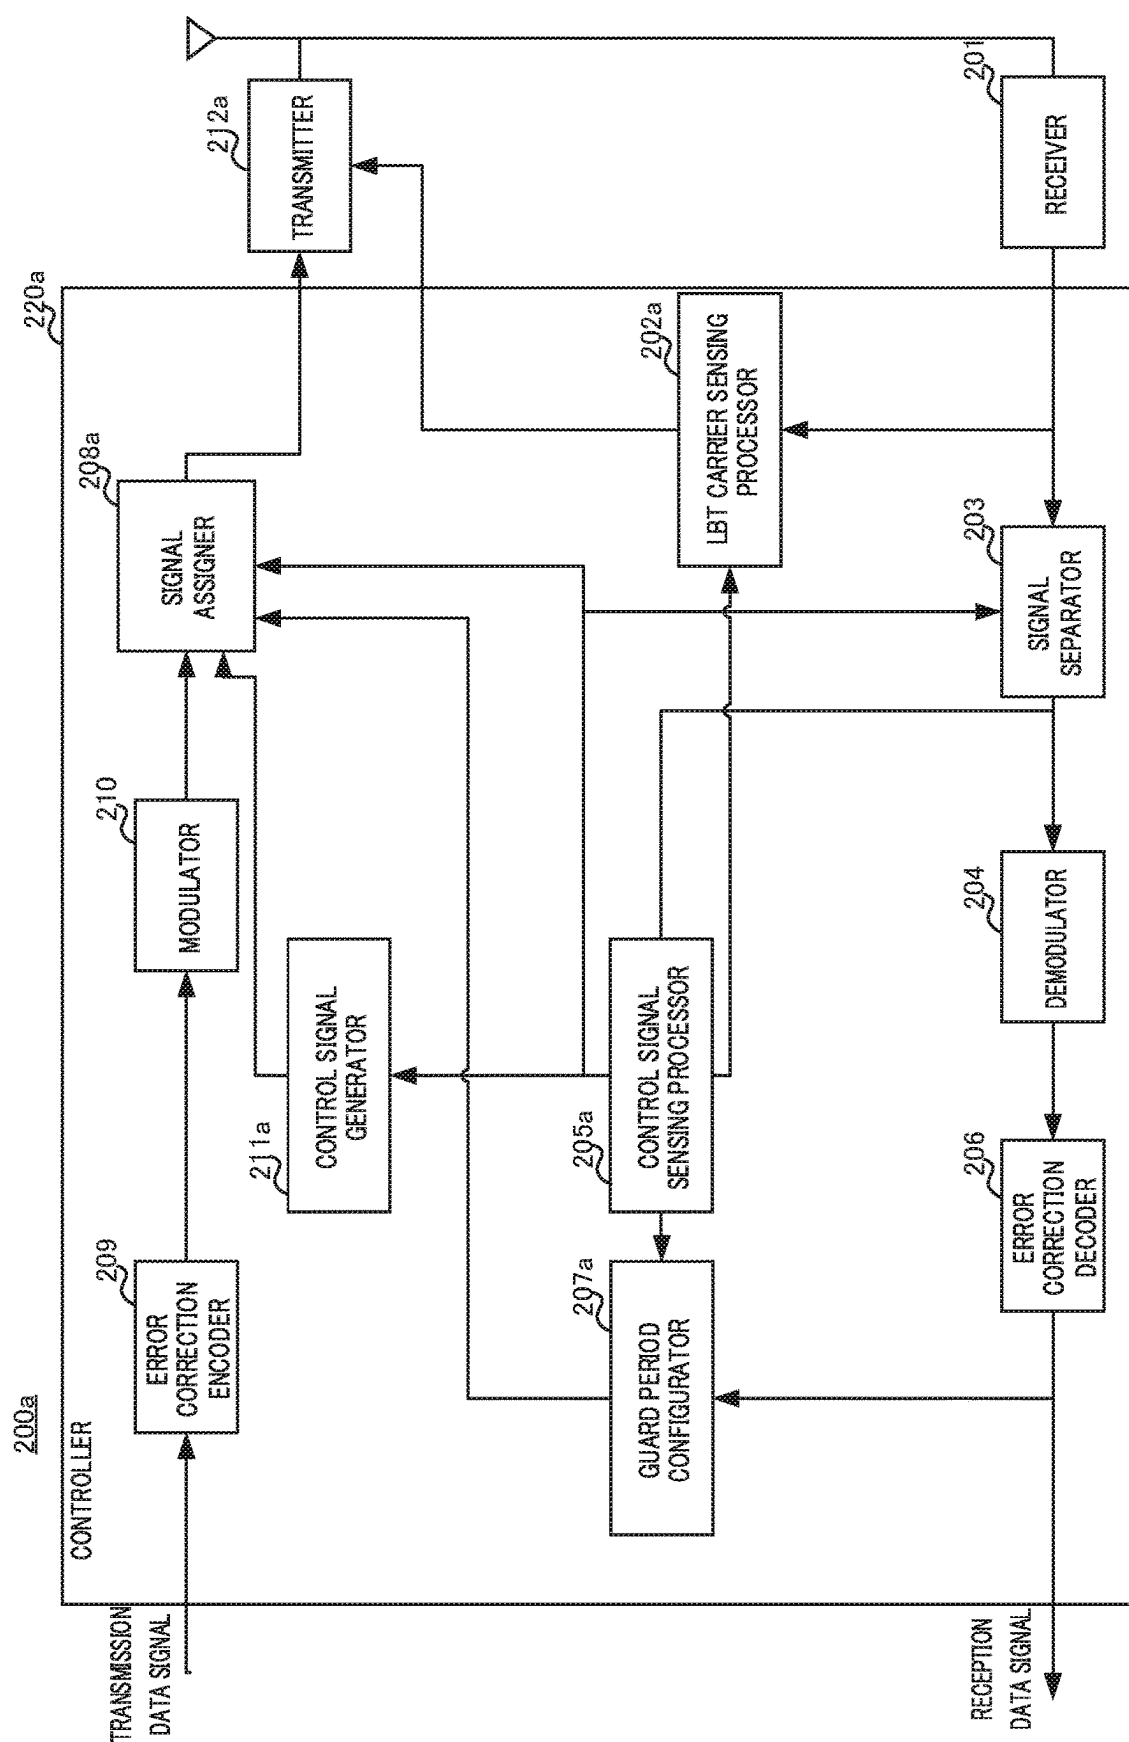 200a
CONTROLLER
220a
TRANSMISSION
DATA SIGNAL
209
ERROR
CORRECTION
ENCODER
210
MODULATOR
208a
SIGNAL
ASSIGNER
212a
TRANSMITTER
211a
CONTROL SIGNAL
GENERATOR
207a
GUARD PERIOD
CONFIGURATOR
205a
CONTROL SIGNAL
SENSING PROCESSOR
202a
LBT CARRIER SENSING
PROCESSOR
RECEPTION
DATA SIGNAL
206
ERROR
CORRECTION
DECODER
204
DEMODULATOR
203
SIGNAL
SEPARATOR
201
RECEIVER